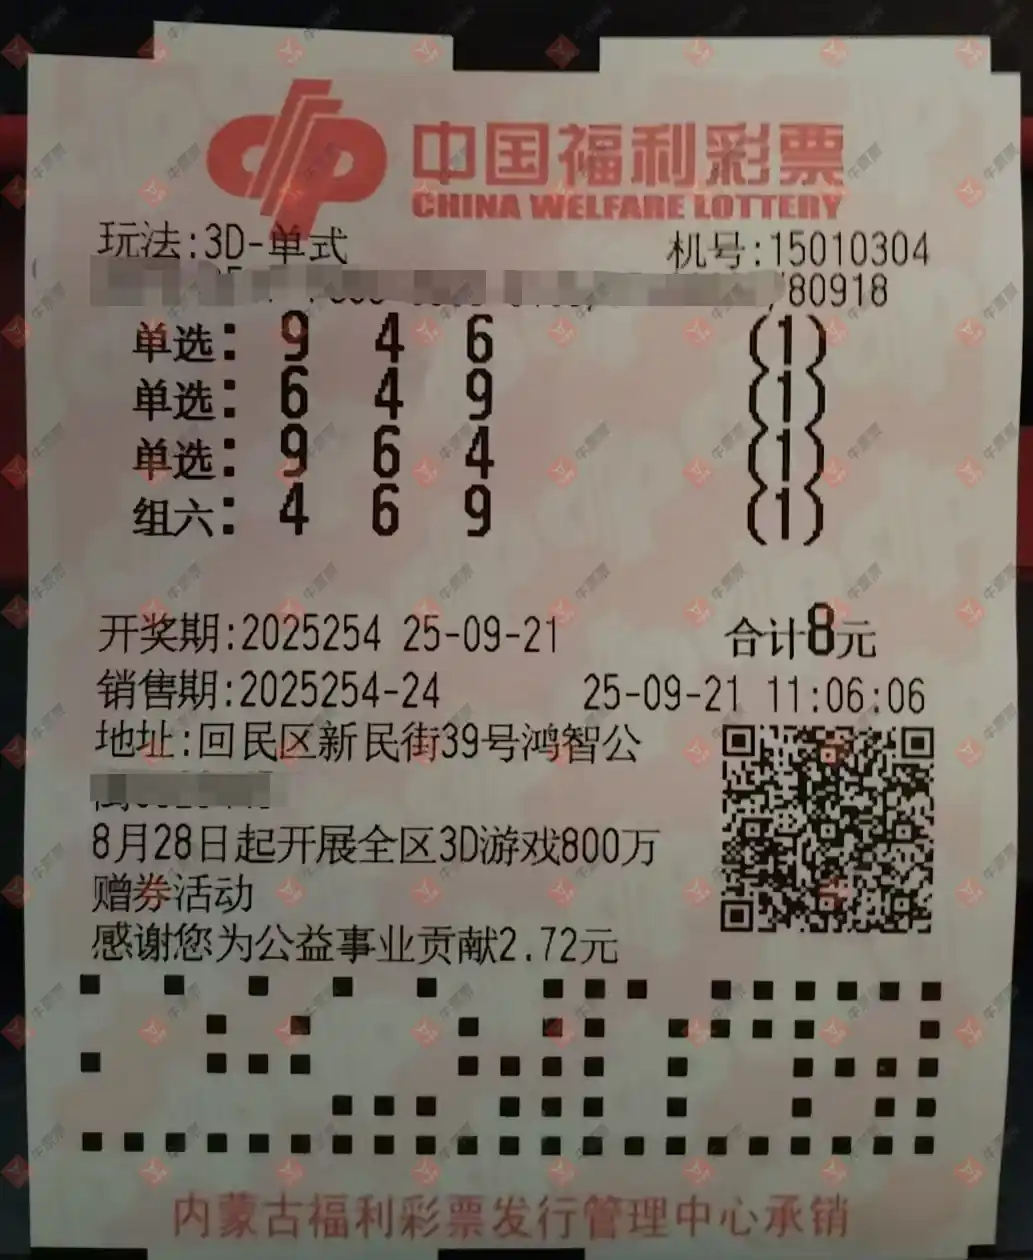 中国福利彩票
CHINA WELFARE LOTTERY
玩法:3D-单式 机号:15010304
/80918
单选: 9 4 6 (1)
单选: 6 4 9 (1)
单选: 9 6 4 (1)
组六: 4 6 9 (1)
开奖期:2025254 25-09-21 合计8元
销售期:2025254-24 25-09-21 11:06:06
地址:回民区新民街39号鸿智公
8月28日起开展全区3D游戏800万
赠券活动
感谢您为公益事业贡献2.72元
内蒙古福利彩票发行管理中心承销